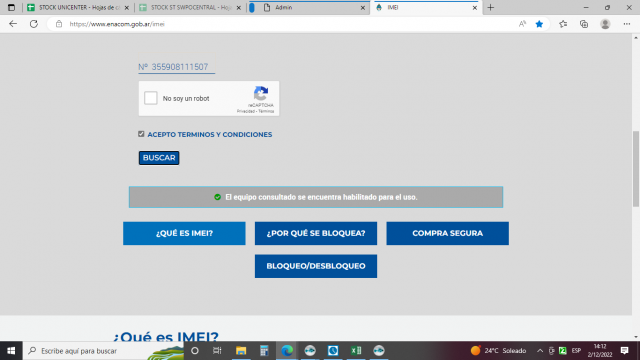 STOCK UNICENTER - Hojas de c
STOCK ST SWPOCENTRAL - Hoj
Admin
IMEI
https://www.enacom.gob.ar/imei
Nº 355908111507
No soy un robot
reCAPTCHA
Privacidad - Términos
ACEPTO TERMINOS Y CONDICIONES
BUSCAR
El equipo consultado se encuentra habilitado para el uso.
¿QUÉ ES IMEI?
¿POR QUÉ SE BLOQUEA?
COMPRA SEGURA
BLOQUEO/DESBLOQUEO
¿Qué es IMEI?
Escribe aquí para buscar
24°C Soleado
ESP
14:12
2/12/2022